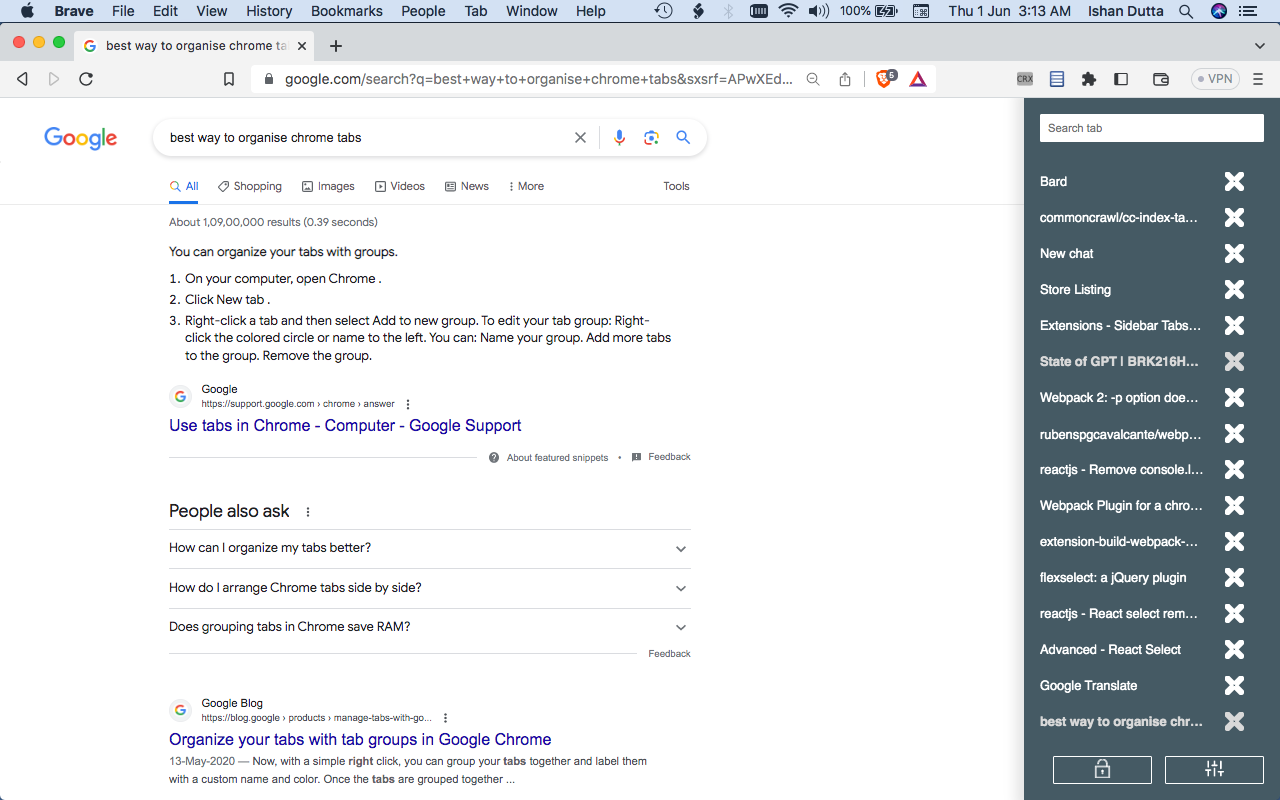 Brave File Edit View History Bookmarks People Tab Window Help 100% Thu 1 Jun 3:13 AM Ishan Dutta
best way to organise chrome ta
google.com/search?q=best+way+to+organise+chrome+tabs&sxsrf=APwXEd... 5 CRX VPN
Google
best way to organise chrome tabs
All Shopping Images Videos News More Tools
About 1,09,00,000 results (0.39 seconds)
You can organize your tabs with groups.
1. On your computer, open Chrome .
2. Click New tab .
3. Right-click a tab and then select Add to new group. To edit your tab group: Right-
click the colored circle or name to the left. You can: Name your group. Add more tabs
to the group. Remove the group.
Google
https://support.google.com › chrome › answer
Use tabs in Chrome - Computer - Google Support
About featured snippets • Feedback
People also ask
How can I organize my tabs better?
How do I arrange Chrome tabs side by side?
Does grouping tabs in Chrome save RAM?
Feedback
Google Blog
https://blog.google › products › manage-tabs-with-go...
Organize your tabs with tab groups in Google Chrome
13-May-2020 — Now, with a simple right click, you can group your tabs together and label them
with a custom name and color. Once the tabs are grouped together ...
Search tab
Bard
commoncrawl/cc-index-ta...
New chat
Store Listing
Extensions - Sidebar Tabs...
State of GPT | BRK216H...
Webpack 2: -p option doe...
rubenspgcavalcante/webp...
reactjs - Remove console.l...
Webpack Plugin for a chro...
extension-build-webpack-...
flexselect: a jQuery plugin
reactjs - React select rem...
Advanced - React Select
Google Translate
best way to organise chr...